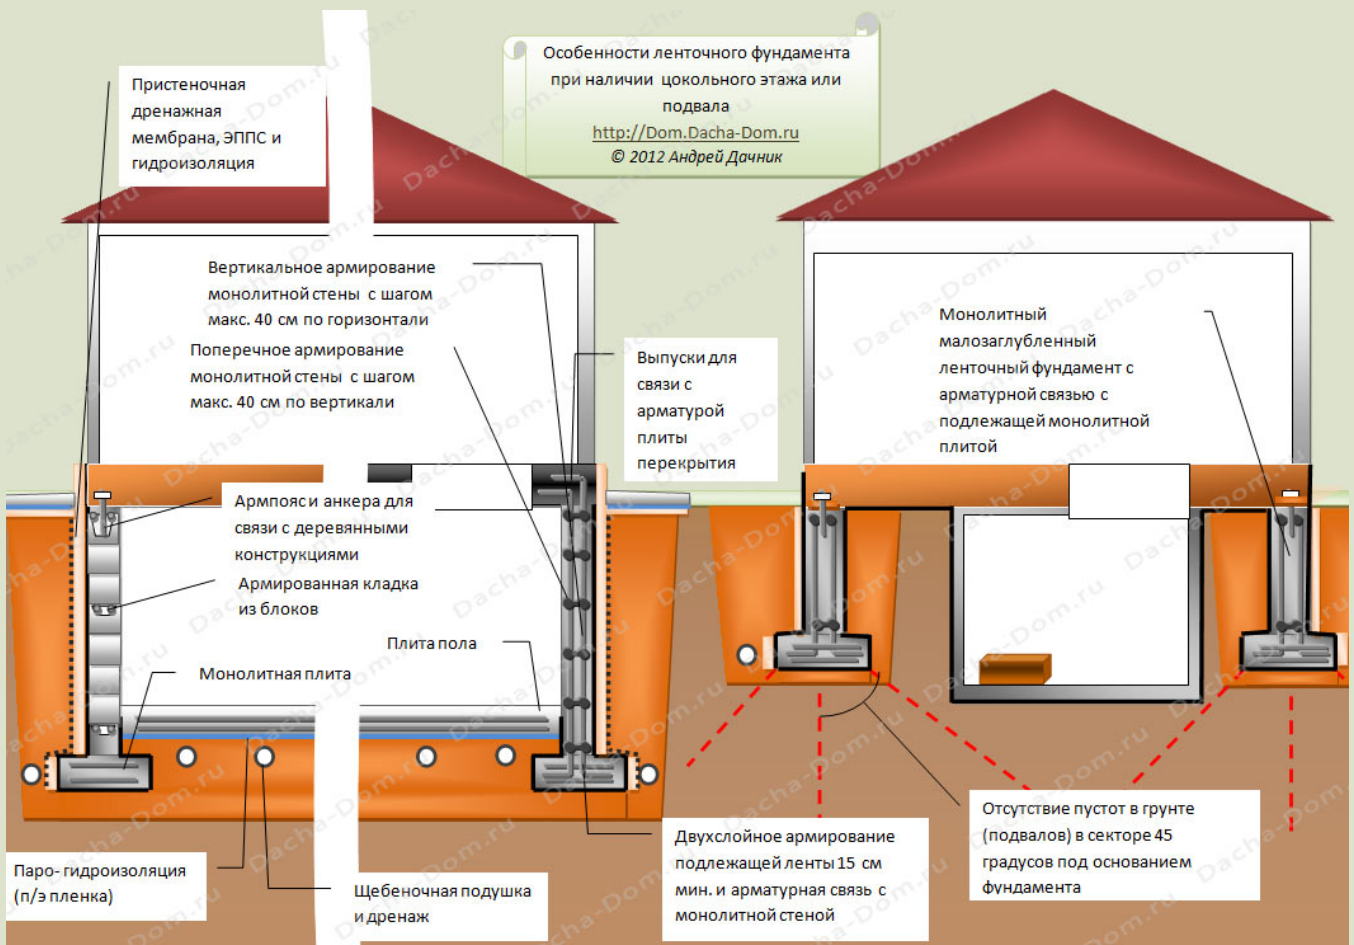 Особенности ленточного фундамента
при наличии цокольного этажа или
подвала
http://Dom.Dacha-Dom.ru
© 2012 Андрей Дачник
Пристеночная
дренажная
мембрана, ЭППС и
гидроизоляция
Вертикальное армирование
монолитной стены с шагом
макс. 40 см по горизонтали
Поперечное армирование
монолитной стены с шагом
макс. 40 см по вертикали
Выпуски для
связи с
арматурой
плиты
перекрытия
Монолитный
малозаглубленный
ленточный фундамент с
арматурной связью с
подлежащей монолитной
плитой
Армпояс и анкера для
связи с деревянными
конструкциями
Армированная кладка
из блоков
Плита пола
Монолитная плита
Паро- гидроизоляция
(п/э пленка)
Щебеночная подушка
и дренаж
Двухслойное армирование
подлежащей ленты 15 см
мин. и арматурная связь с
монолитной стеной
Отсутствие пустот в грунте
(подвалов) в секторе 45
градусов под основанием
фундамента
Dacha-Dom.ru